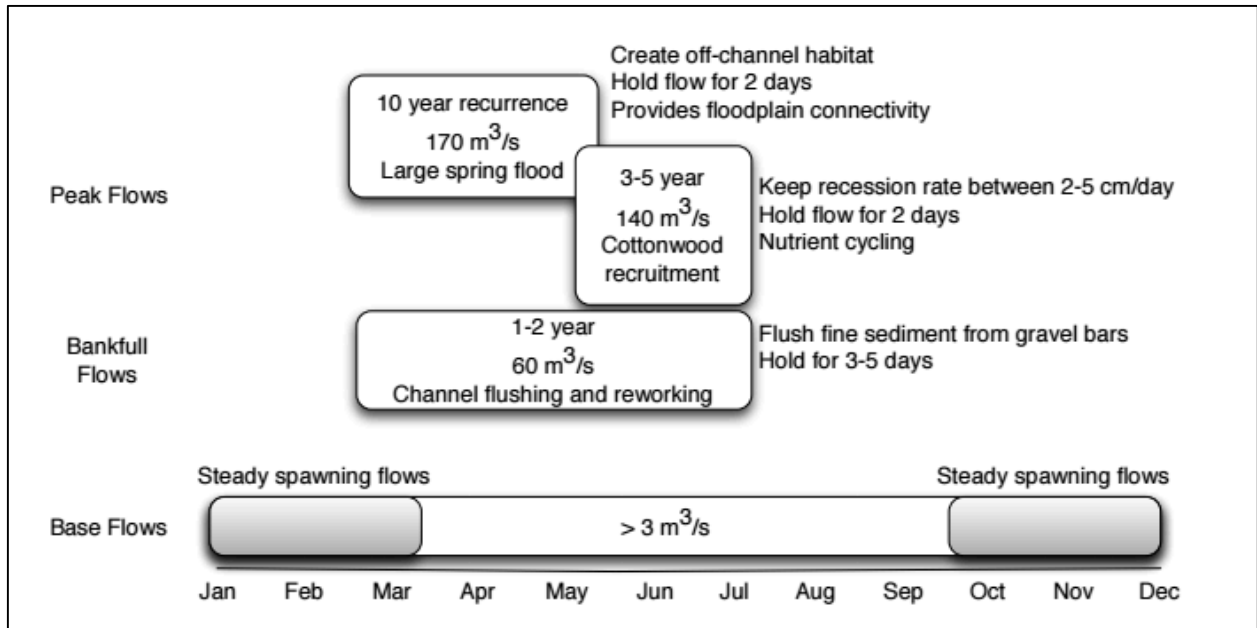 Create off-channel habitat
Hold flow for 2 days
Provides floodplain connectivity
10 year recurrence
170 m³/s
Large spring flood
Peak Flows
3-5 year
140 m³/s
Cottonwood
recruitment
Keep recession rate between 2-5 cm/day
Hold flow for 2 days
Nutrient cycling
Bankfull
Flows
1-2 year
60 m³/s
Channel flushing and reworking
Flush fine sediment from gravel bars
Hold for 3-5 days
Steady spawning flows
Steady spawning flows
Base Flows
> 3 m³/s
Jan Feb Mar Apr May Jun Jul Aug Sep Oct Nov Dec